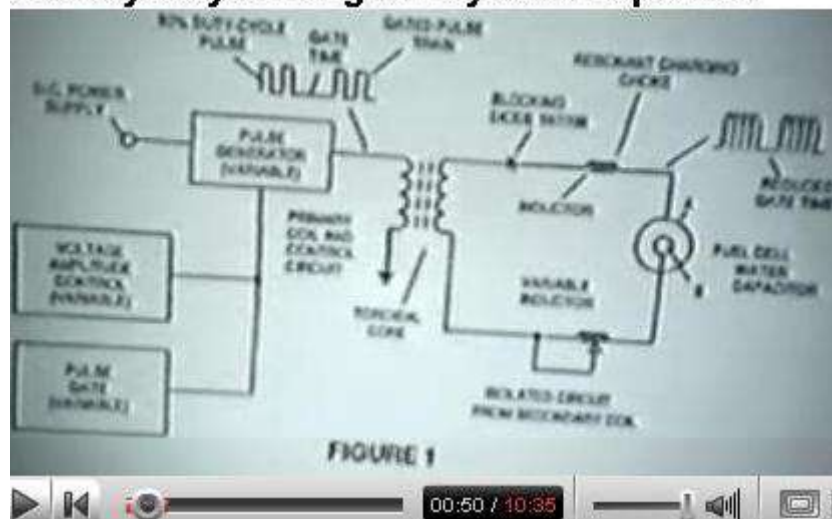 50% DUTY-CYCLE
PULSE
GATE
TIME
GATED PULSE
TRAIN
D.C. POWER
SUPPLY
PULSE
GENERATOR
(VARIABLE)
BLOCKING
RESONANT CHARGING
CHOKE
INDUCTOR
REDUCED
GATE TIME
PRIMARY
COIL AND
CONTROL
CIRCUIT
VOLTAGE
AMPLITUDE
CONTROL
(VARIABLE)
TOROIDAL
CORE
VARIABLE
INDUCTOR
A
B
FUEL CELL
WATER
CAPACITOR
PULSE
GATE
(VARIABLE)
ISOLATED CIRCUIT
FROM SECONDARY COIL
FIGURE 1
00:50 / 10:35